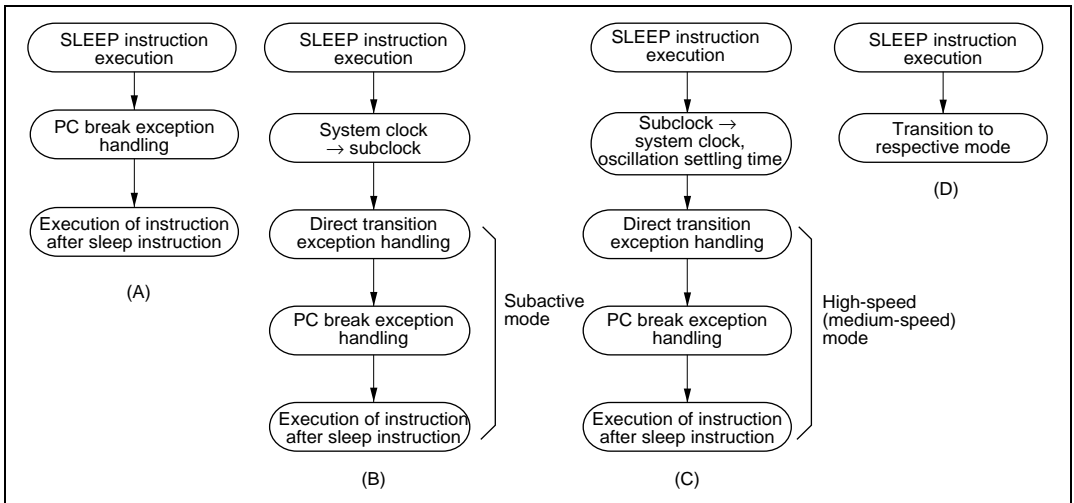 SLEEP instruction
execution
PC break exception
handling
Execution of instruction
after sleep instruction
(A)
SLEEP instruction
execution
System clock
→ subclock
Direct transition
exception handling
PC break exception
handling
Execution of instruction
after sleep instruction
Subactive
mode
(B)
SLEEP instruction
execution
Subclock →
system clock,
oscillation settling time
Direct transition
exception handling
PC break exception
handling
Execution of instruction
after sleep instruction
High-speed
(medium-speed)
mode
(C)
SLEEP instruction
execution
Transition to
respective mode
(D)